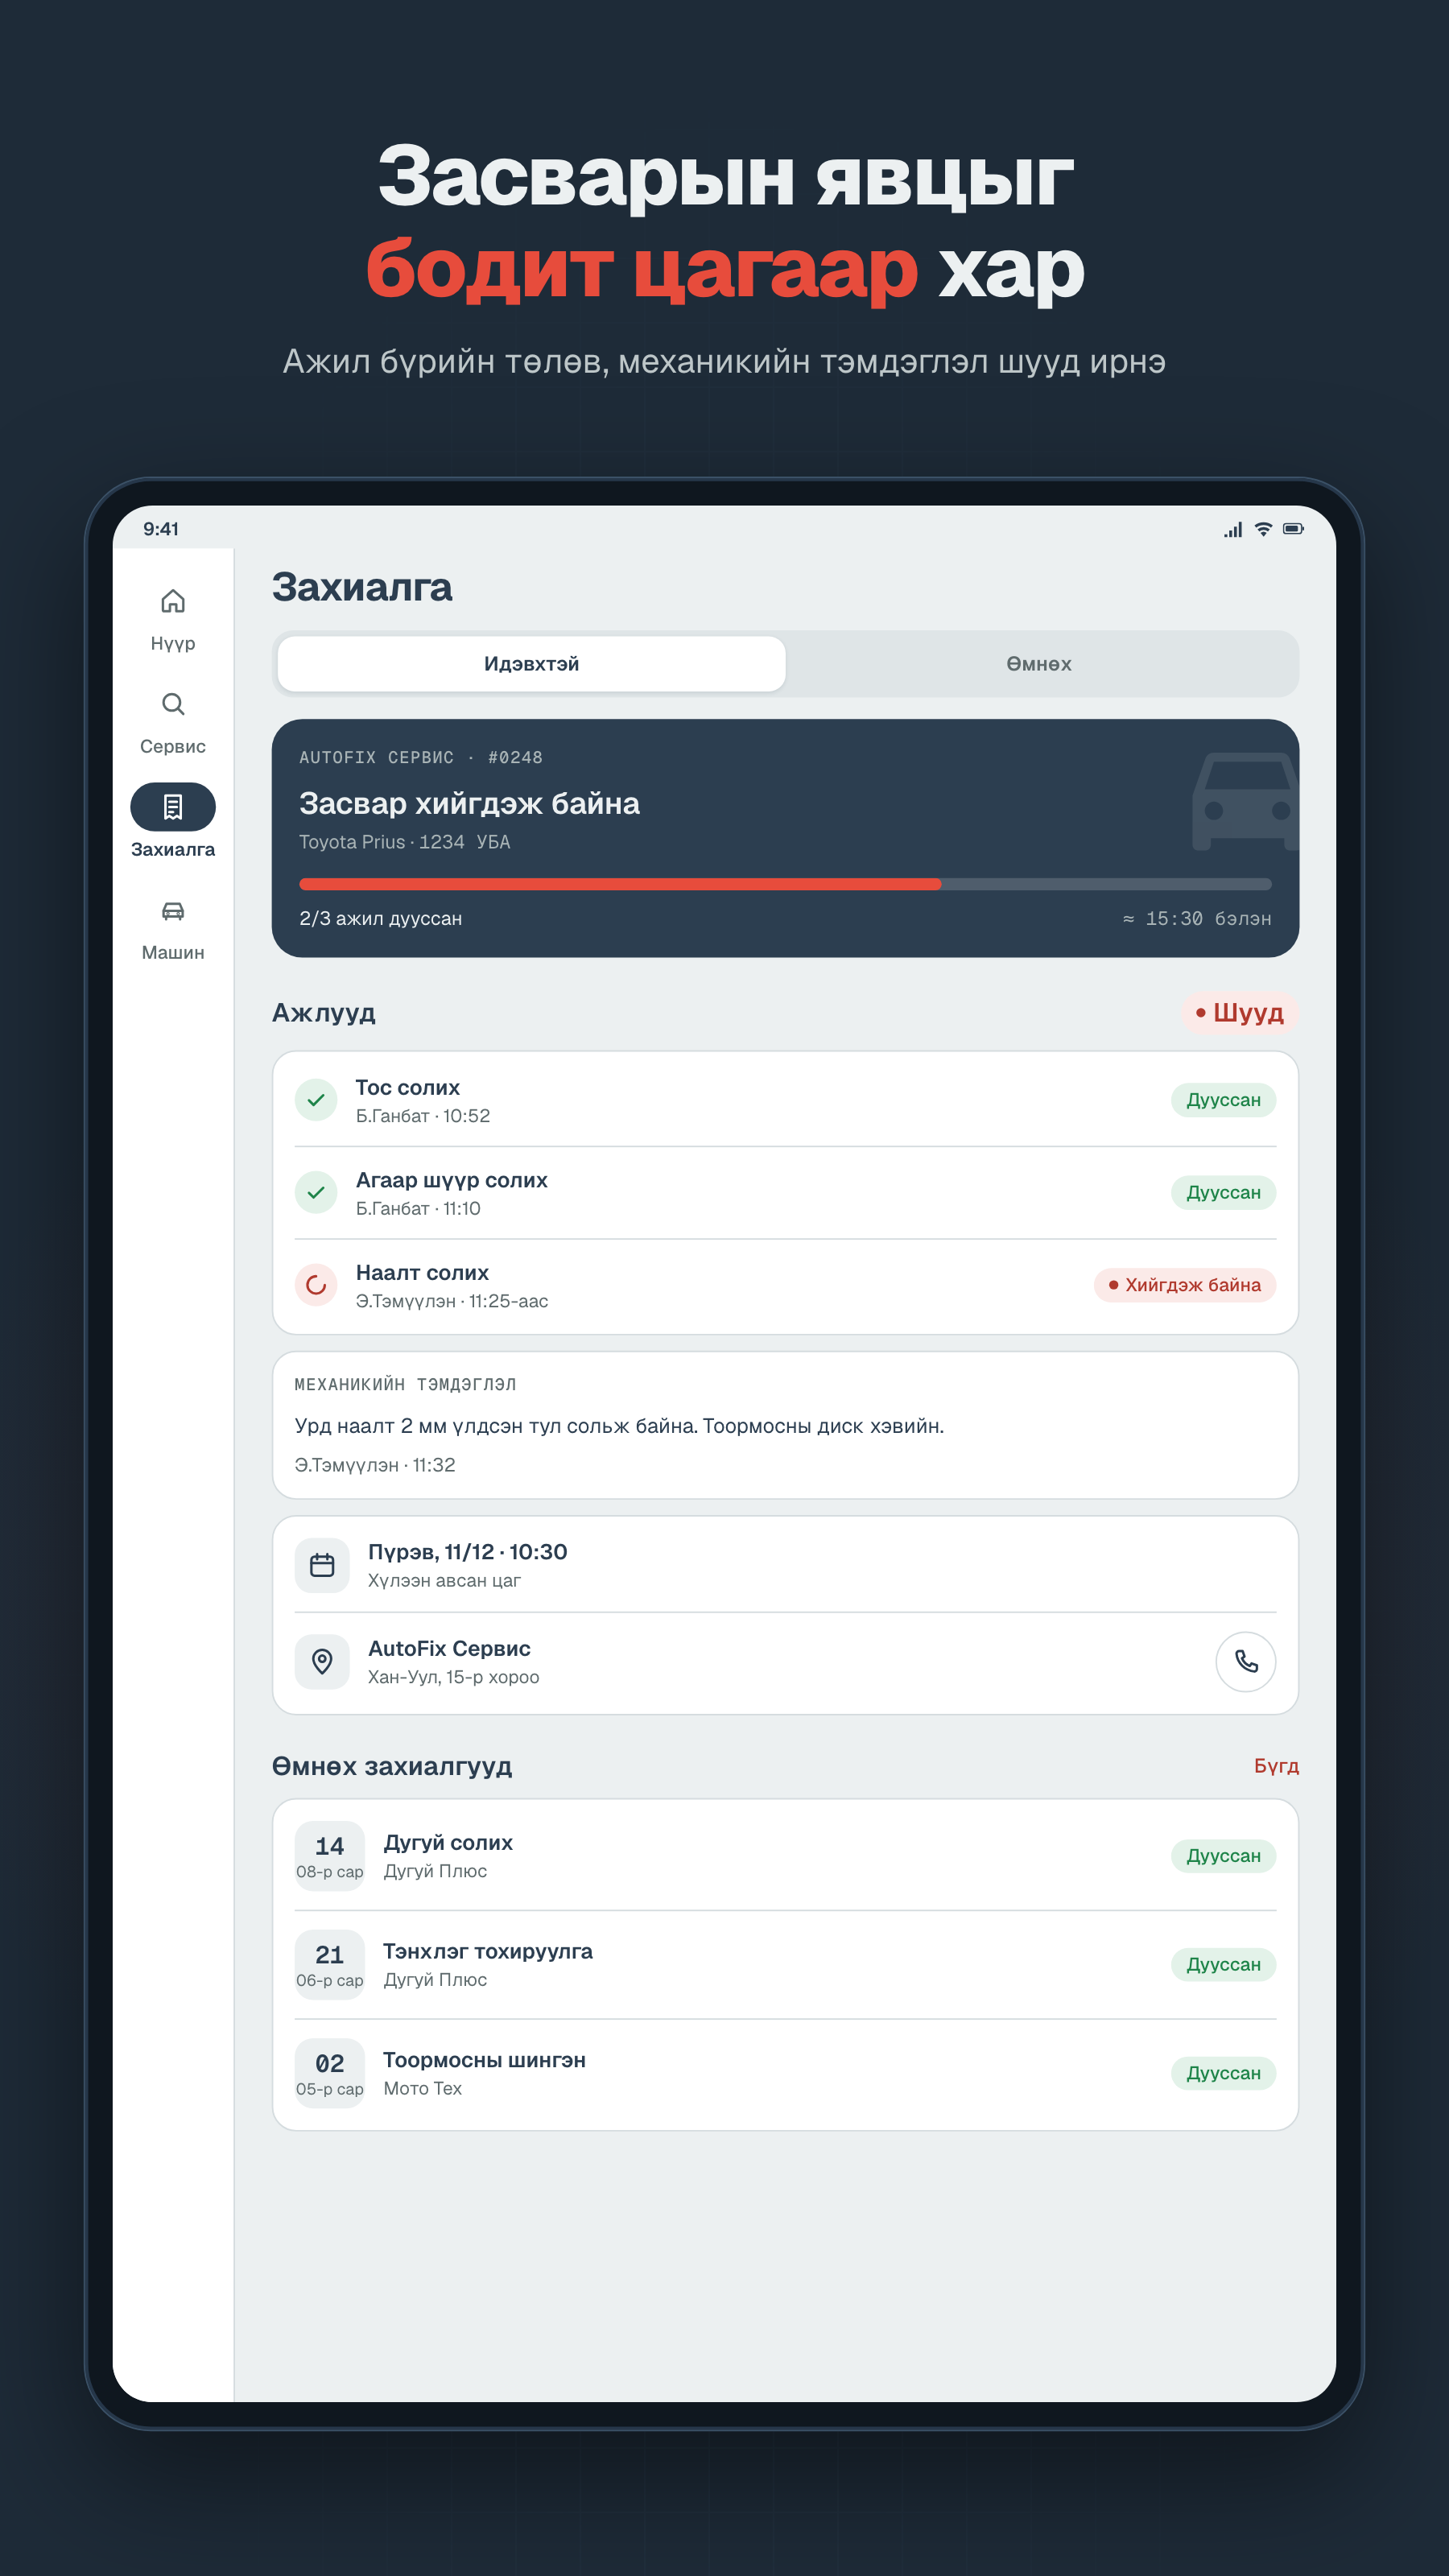 Засварын явцыг
бодит цагаар хар
Ажил бүрийн төлөв, механикийн тэмдэглэл шууд ирнэ
9:41
Нүүр
Сервис
Захиалга
Машин
Захиалга
Идэвхтэй
Өмнөх
AUTOFIX СЕРВИС · #0248
Засвар хийгдэж байна
Toyota Prius · 1234 УБА
2/3 ажил дууссан
≈ 15:30 бэлэн
Ажлууд
• Шууд
Тос солих
Б.Ганбат · 10:52
Дууссан
Агаар шүүр солих
Б.Ганбат · 11:10
Дууссан
Наалт солих
Э.Тэмүүлэн · 11:25-аас
• Хийгдэж байна
МЕХАНИКИЙН ТЭМДЭГЛЭЛ
Урд наалт 2 мм үлдсэн тул сольж байна. Тоормосны диск хэвийн.
Э.Тэмүүлэн · 11:32
Пүрэв, 11/12 · 10:30
Хүлээн авсан цаг
AutoFix Сервис
Хан-Уул, 15-р хороо
Өмнөх захиалгууд
Бүгд
14
08-р сар
Дугуй солих
Дугуй Плюс
Дууссан
21
06-р сар
Тэнхлэг тохируулга
Дугуй Плюс
Дууссан
02
05-р сар
Тоормосны шингэн
Мото Тех
Дууссан